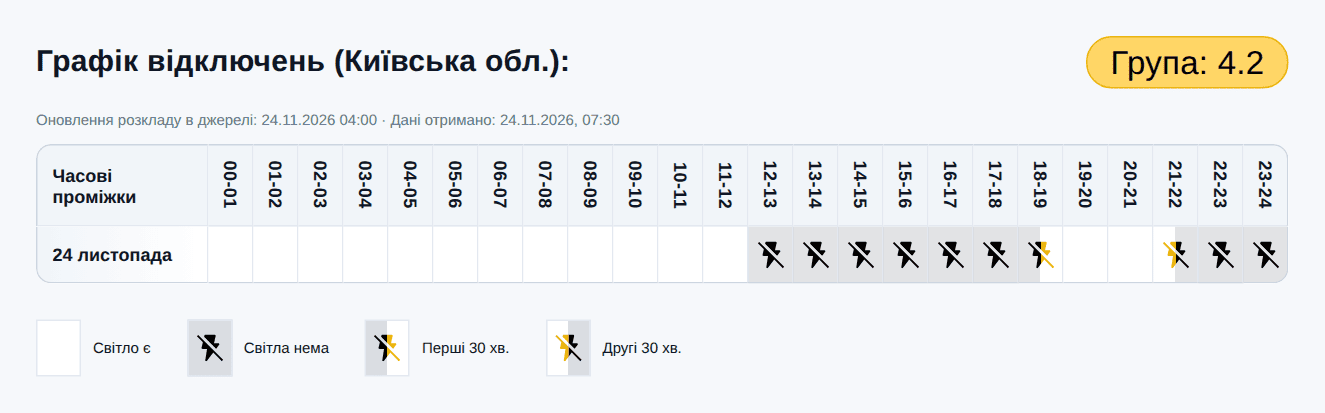 Графік відключень (Київська обл.):
Група: 4.2
Оновлення розкладу в джерелі: 24.11.2026 04:00 · Дані отримано: 24.11.2026, 07:30
Часові
проміжки
00-01
01-02
02-03
03-04
04-05
05-06
06-07
07-08
08-09
09-10
10-11
11-12
12-13
13-14
14-15
15-16
16-17
17-18
18-19
19-20
20-21
21-22
22-23
23-24
24 листопада
Світло є
Світла нема
Перші 30 хв.
Другі 30 хв.